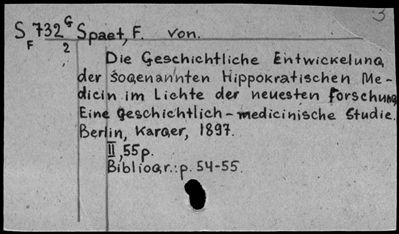 3
S 732 G Spaet, F. von.
F 2
Die Geschichtliche Entwickelung
der sogenannten Hippokratischen Me-
dicin im Lichte der neuesten Forschung
Eine geschichtlich-medicinische Studie.
Berlin, Karger, 1897.
II, 55p.
Bibliogr.: p. 54-55.